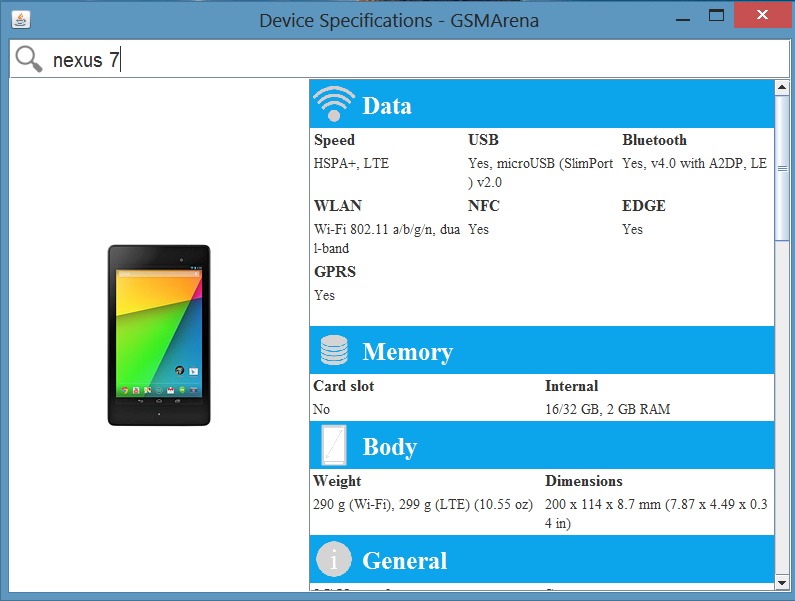 Device Specifications - GSMArena
nexus 7
Data
Speed USB Bluetooth
HSPA+, LTE Yes, microUSB (SlimPort Yes, v4.0 with A2DP, LE
) v2.0
WLAN NFC EDGE
Wi-Fi 802.11 a/b/g/n, dua Yes Yes
l-band
GPRS
Yes
Memory
Card slot Internal
No 16/32 GB, 2 GB RAM
Body
Weight Dimensions
290 g (Wi-Fi), 299 g (LTE) (10.55 oz) 200 x 114 x 8.7 mm (7.87 x 4.49 x 0.3
4 in)
i General